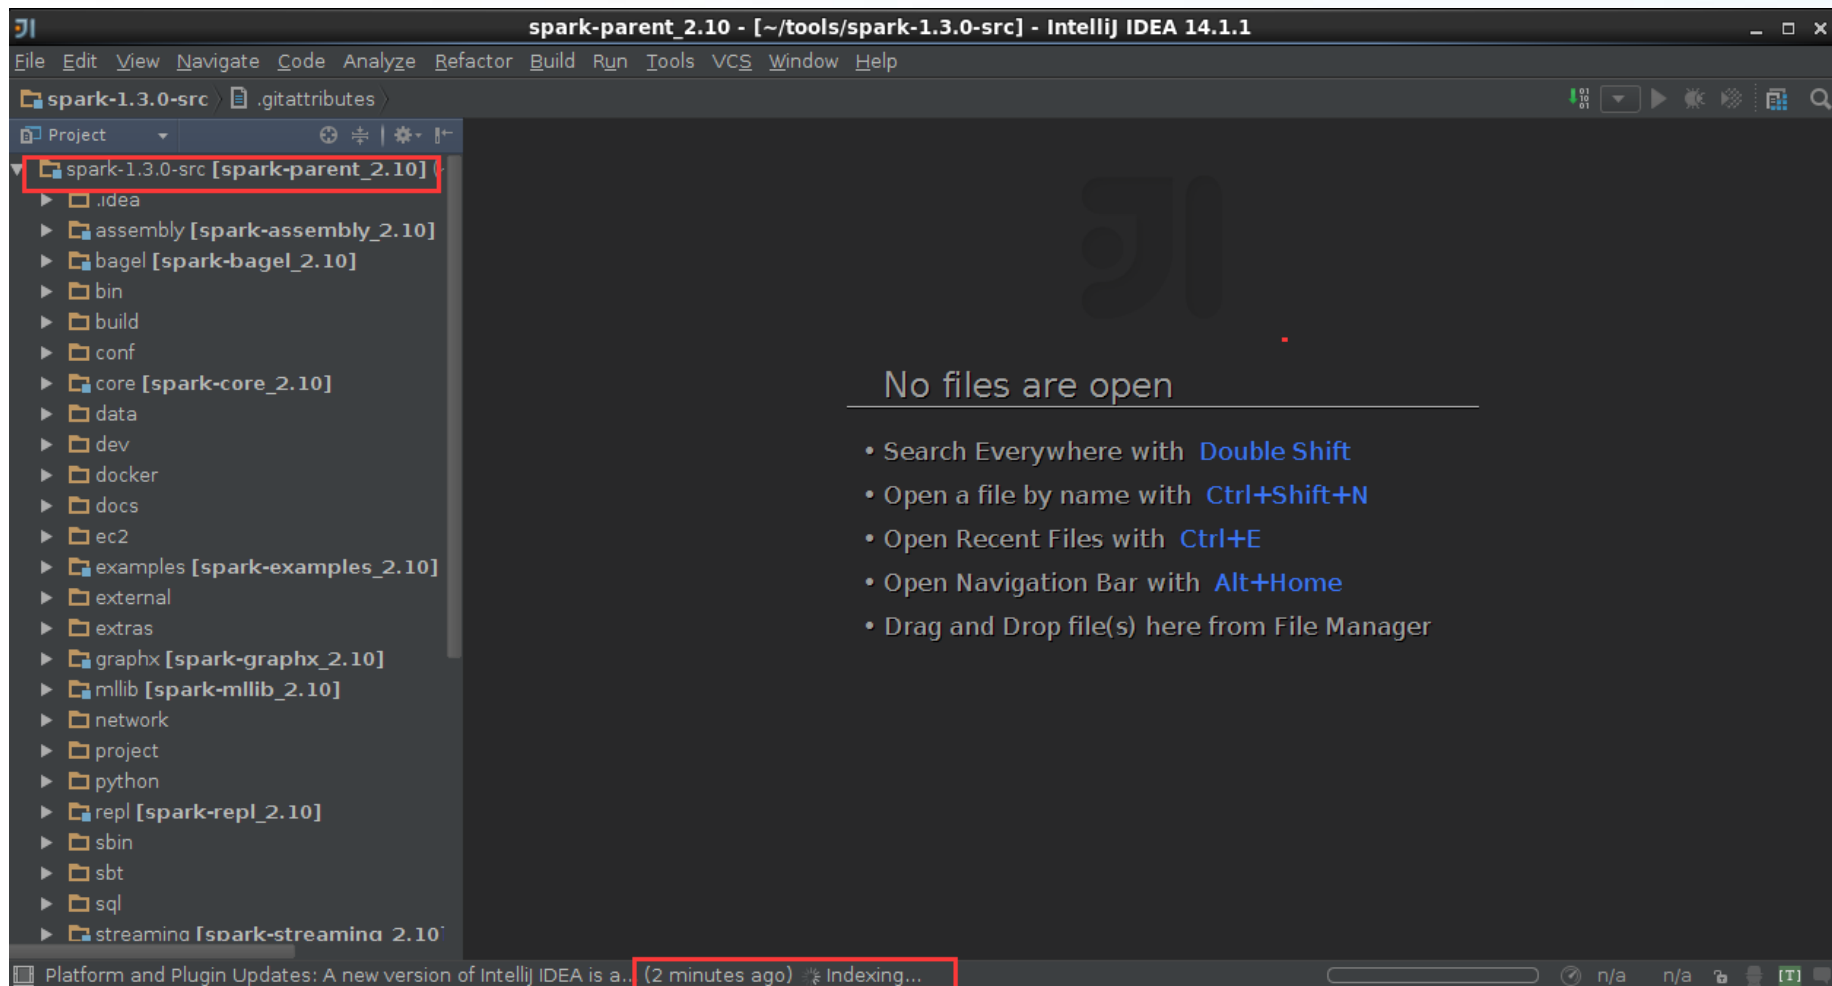 spark-parent_2.10 - [~/tools/spark-1.3.0-src] - IntelliJ IDEA 14.1.1
File Edit View Navigate Code Analyze Refactor Build Run Tools VCS Window Help
spark-1.3.0-src .gitattributes
Project
spark-1.3.0-src [spark-parent_2.10] (
.idea
assembly [spark-assembly_2.10]
bagel [spark-bagel_2.10]
bin
build
conf
core [spark-core_2.10]
data
dev
docker
docs
ec2
examples [spark-examples_2.10]
external
extras
graphx [spark-graphx_2.10]
mllib [spark-mllib_2.10]
network
project
python
repl [spark-repl_2.10]
sbin
sbt
sql
streaming [spark-streaming_2.10]
No files are open
• Search Everywhere with Double Shift
• Open a file by name with Ctrl+Shift+N
• Open Recent Files with Ctrl+E
• Open Navigation Bar with Alt+Home
• Drag and Drop file(s) here from File Manager
Platform and Plugin Updates: A new version of IntelliJ IDEA is a... (2 minutes ago) Indexing... n/a n/a [T]